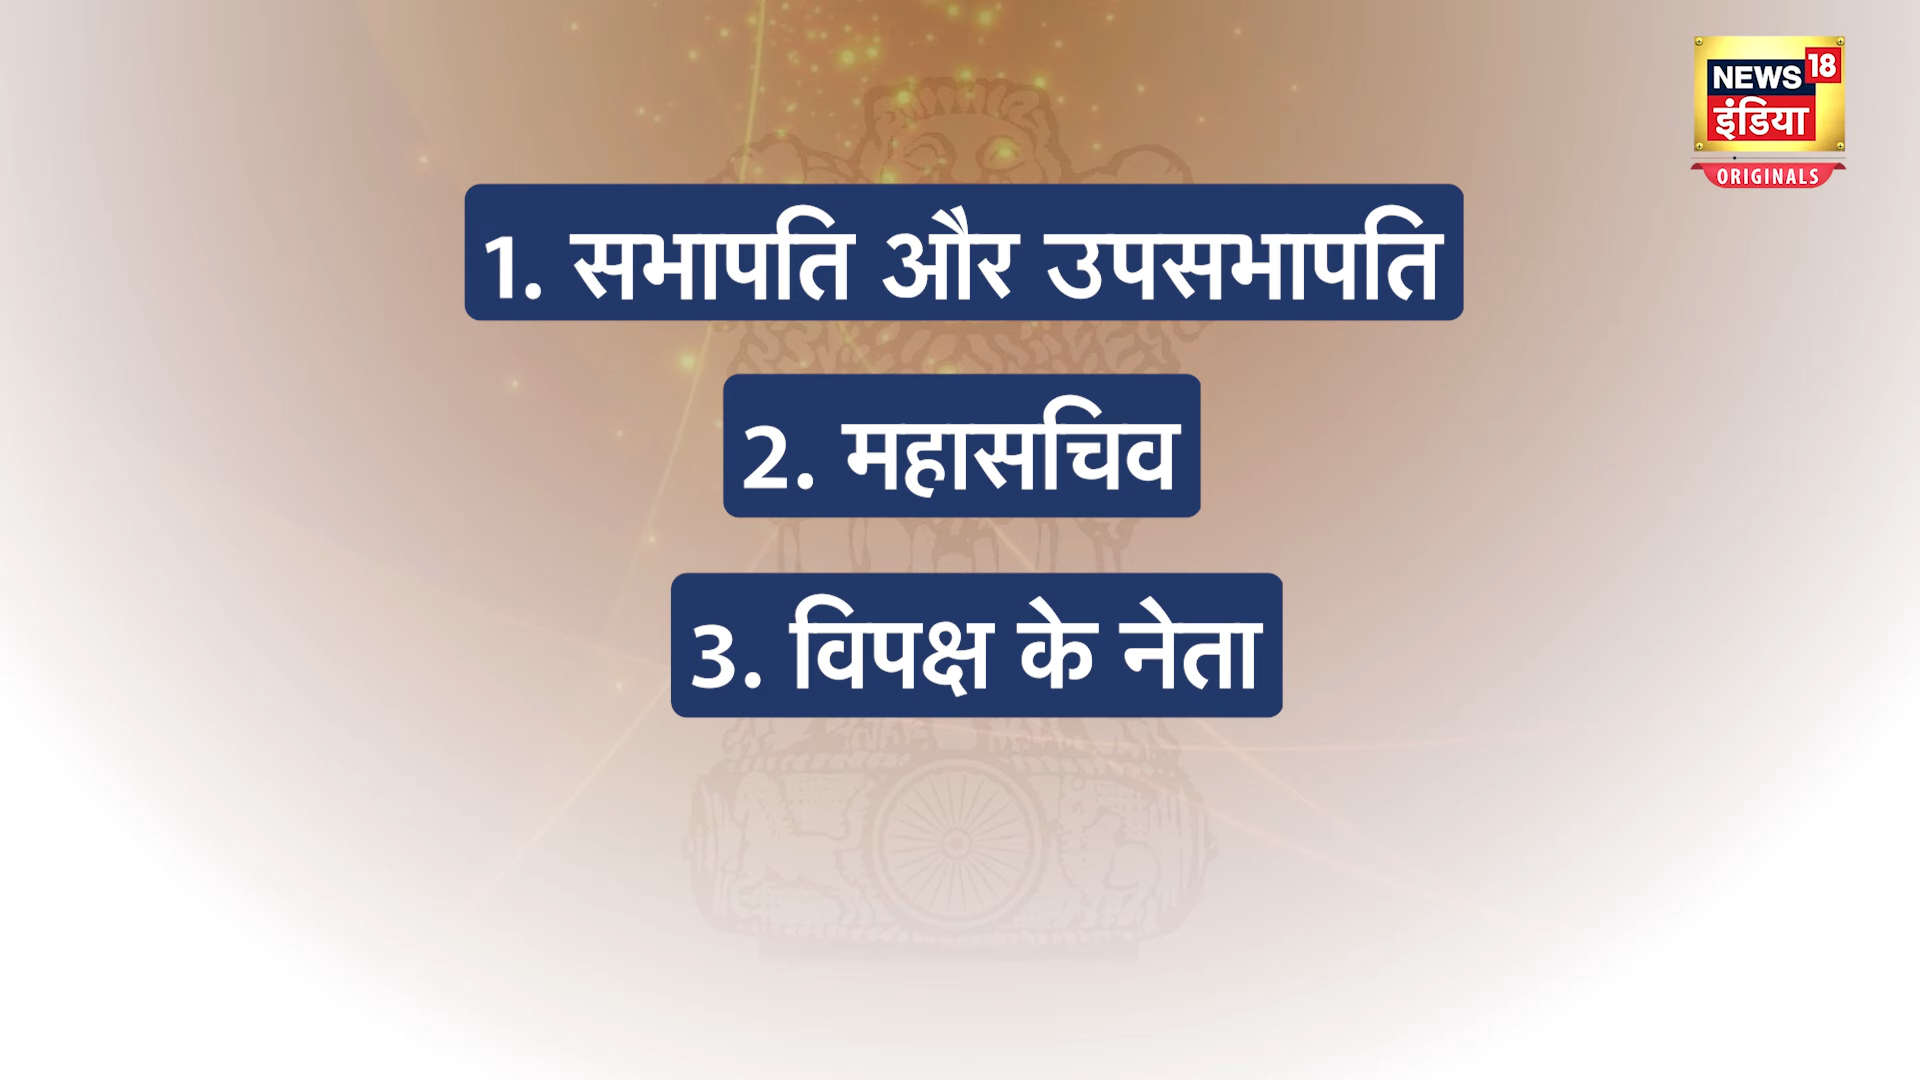 NEWS 18
इंडिया
ORIGINALS
1. सभापति और उपसभापति
2. महासचिव
3. विपक्ष के नेता